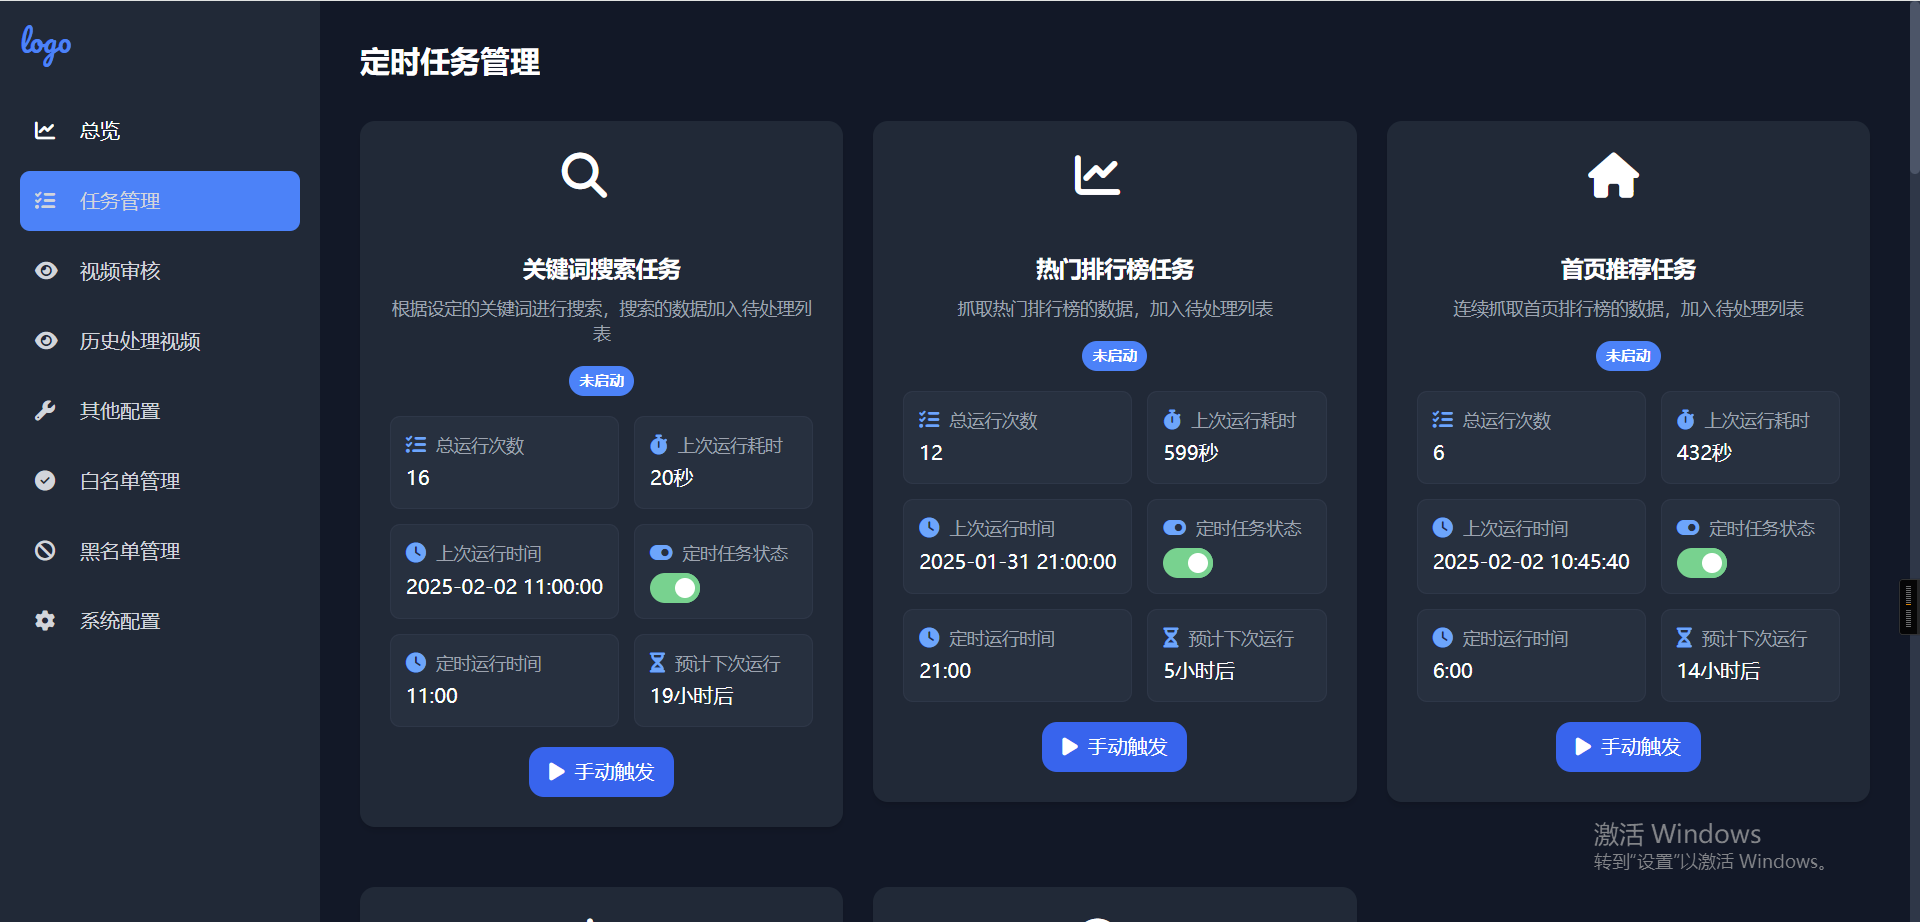 logo
总览
任务管理
视频审核
历史处理视频
其他配置
白名单管理
黑名单管理
系统配置
定时任务管理
关键词搜索任务
根据设定的关键词进行搜索，搜索的数据加入待处理列
表
未启动
总运行次数
16
上次运行耗时
20秒
上次运行时间
2025-02-02 11:00:00
定时任务状态
定时运行时间
11:00
预计下次运行
19小时后
手动触发
热门排行榜任务
抓取热门排行榜的数据，加入待处理列表
未启动
总运行次数
12
上次运行耗时
599秒
上次运行时间
2025-01-31 21:00:00
定时任务状态
定时运行时间
21:00
预计下次运行
5小时后
手动触发
首页推荐任务
连续抓取首页排行榜的数据，加入待处理列表
未启动
总运行次数
6
上次运行耗时
432秒
上次运行时间
2025-02-02 10:45:40
定时任务状态
定时运行时间
6:00
预计下次运行
14小时后
手动触发
激活 Windows
转到“设置”以激活 Windows。